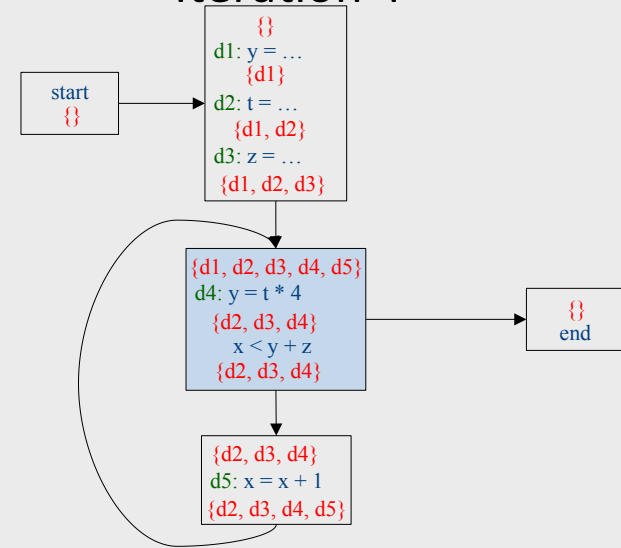 {}
d1: y = …
{d1}
d2: t = …
{d1, d2}
d3: z = …
{d1, d2, d3}
start
{}
{d1, d2, d3, d4, d5}
d4: y = t * 4
{d2, d3, d4}
x < y + z
{d2, d3, d4}
{}
end
{d2, d3, d4}
d5: x = x + 1
{d2, d3, d4, d5}